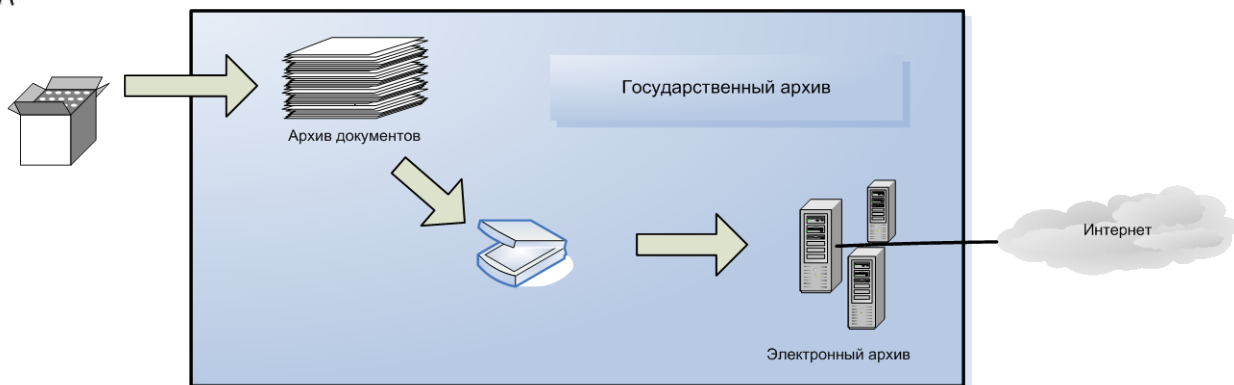 Государственный архив
Архив документов
Интернет
Электронный архив